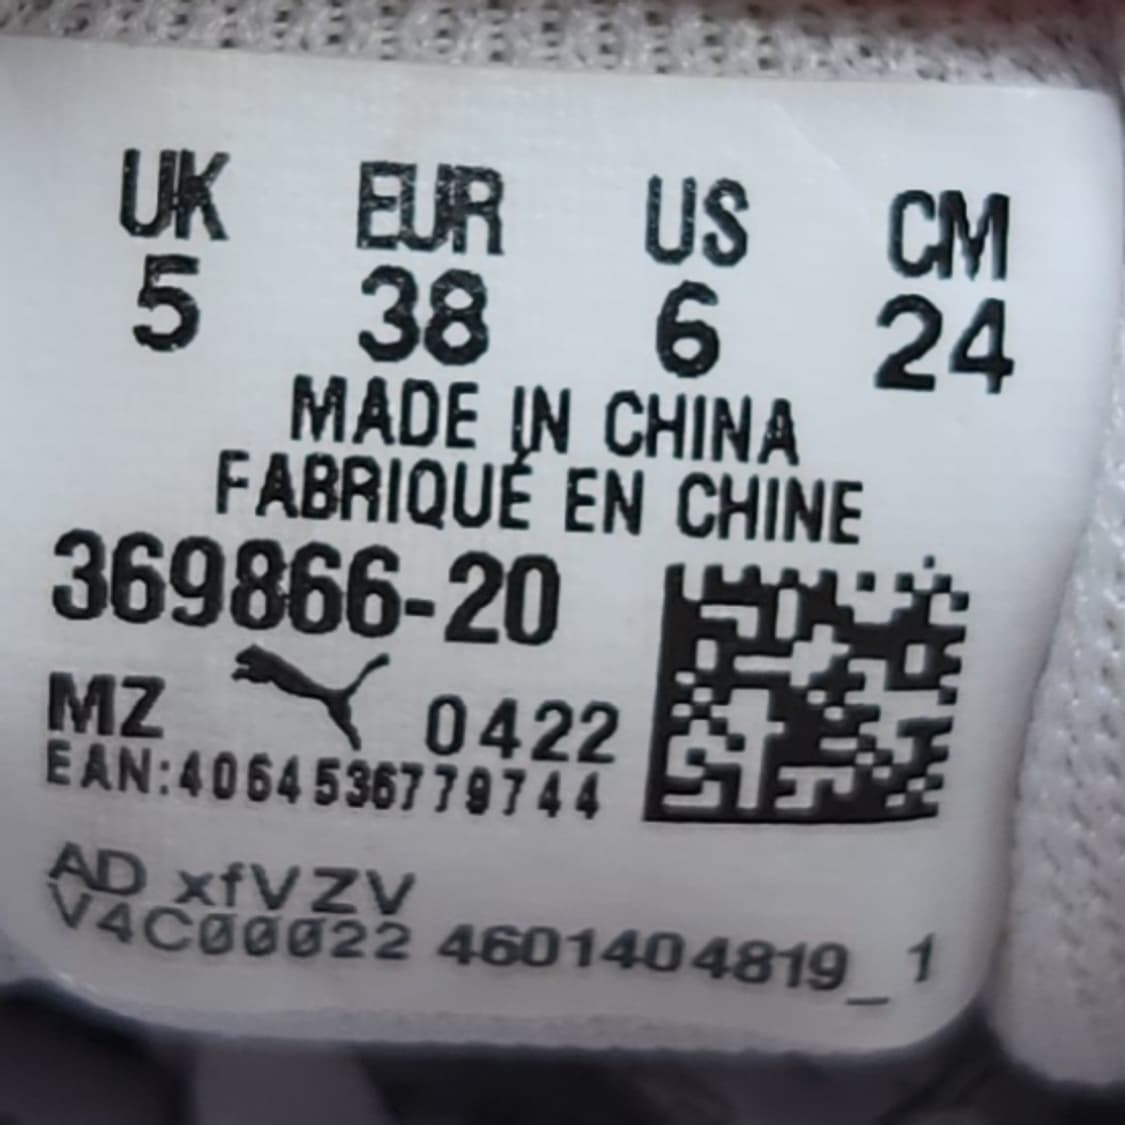 UK EUR US CM
5 38 6 24
MADE IN CHINA
FABRIQUÉ EN CHINE
369866-20
MZ 0422
EAN:4064536779744
AD xfVZV
V4C00022 4601404819_1